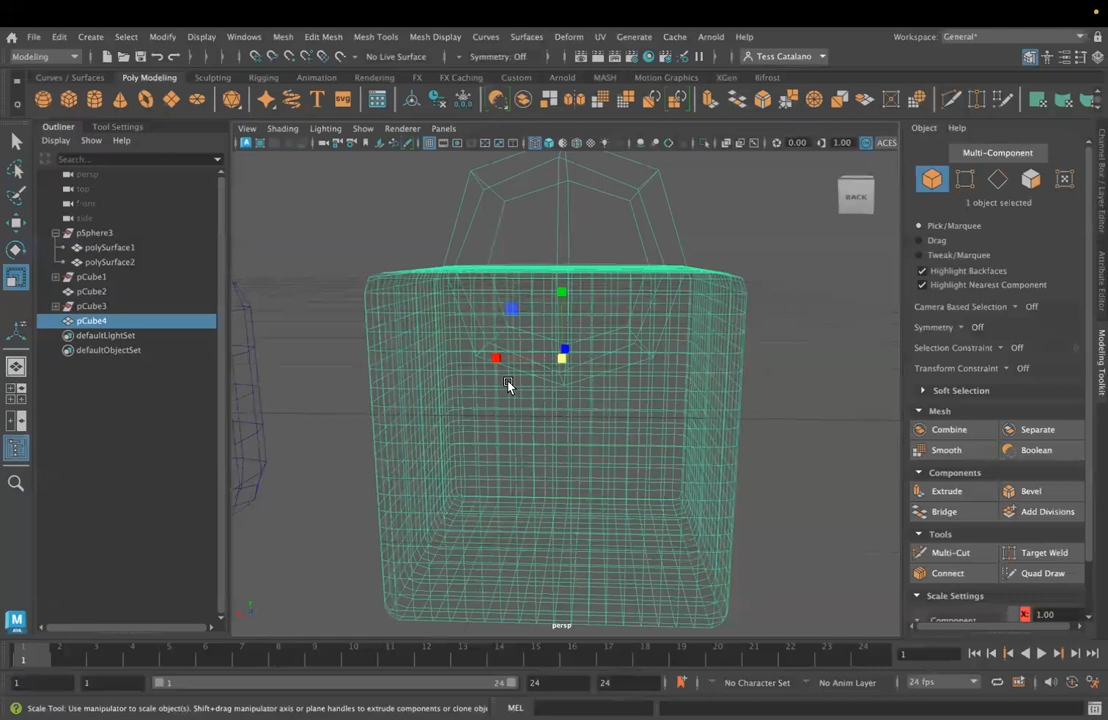 File Edit Create Select Modify Display Windows Mesh Edit Mesh Mesh Tools Mesh Display Curves Surfaces Deform UV Generate Cache Arnold Help Workspace: General*
Modeling No Live Surface Symmetry: Off Tess Catalano
Curves / Surfaces Poly Modeling Sculpting Rigging Animation Rendering FX FX Caching Custom Arnold MASH Motion Graphics XGen Bifrost
SVG
Outliner Tool Settings
View Shading Lighting Show Renderer Panels
Object Help
Display Show Help
0.00 1.00 ACES
Multi-Component
Search...
persp
top
front
side
pSphere3
polySurface1
polySurface2
pCube1
pCube2
pCube3
pCube4
defaultLightSet
defaultObjectSet
BACK
persp
1 object selected
Pick/Marquee
Drag
Tweak/Marquee
Highlight Backfaces
Highlight Nearest Component
Camera Based Selection Off
Symmetry Off
Selection Constraint Off
Transform Constraint Off
Soft Selection
Mesh
Combine Separate
Smooth Boolean
Components
Extrude Bevel
Bridge Add Divisions
Tools
Multi-Cut Target Weld
Connect Quad Draw
Scale Settings
X: 1.00
Channel Box / Layer Editor
Attribute Editor
Modeling Toolkit
1 2 3 4 5 6 7 8 9 10 11 12 13 14 15 16 17 18 19 20 21 22 23 24
1
1
1 1 1 24 24 24 No Character Set No Anim Layer 24 fps
Scale Tool: Use manipulator to scale object(s). Shift+drag manipulator axis or plane handles to extrude components or clone obje
MEL